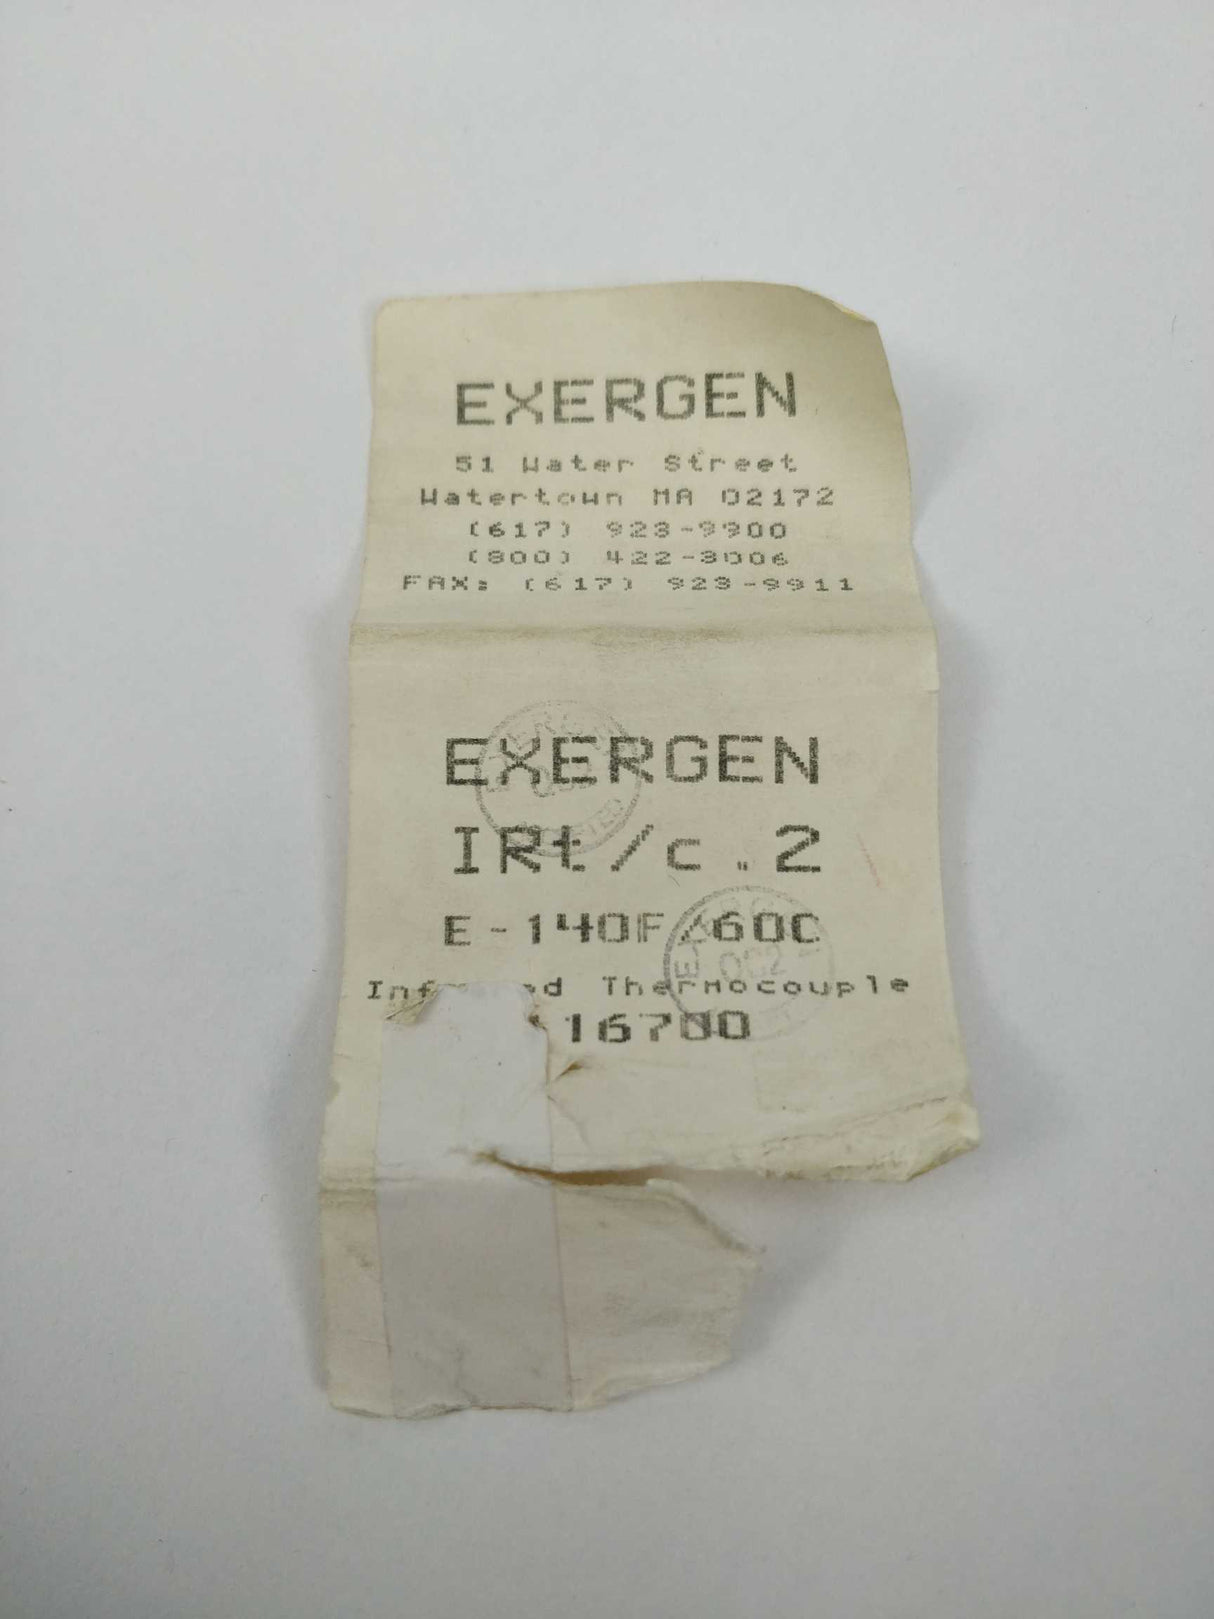 EXERGEN
51 Water Street
Watertown MA 02172
(617) 923-9900
(800) 422-3006
FAX: (617) 923-9911
EXERGEN
IRt/c.2
E-140F/60C
Thermocouple
16700